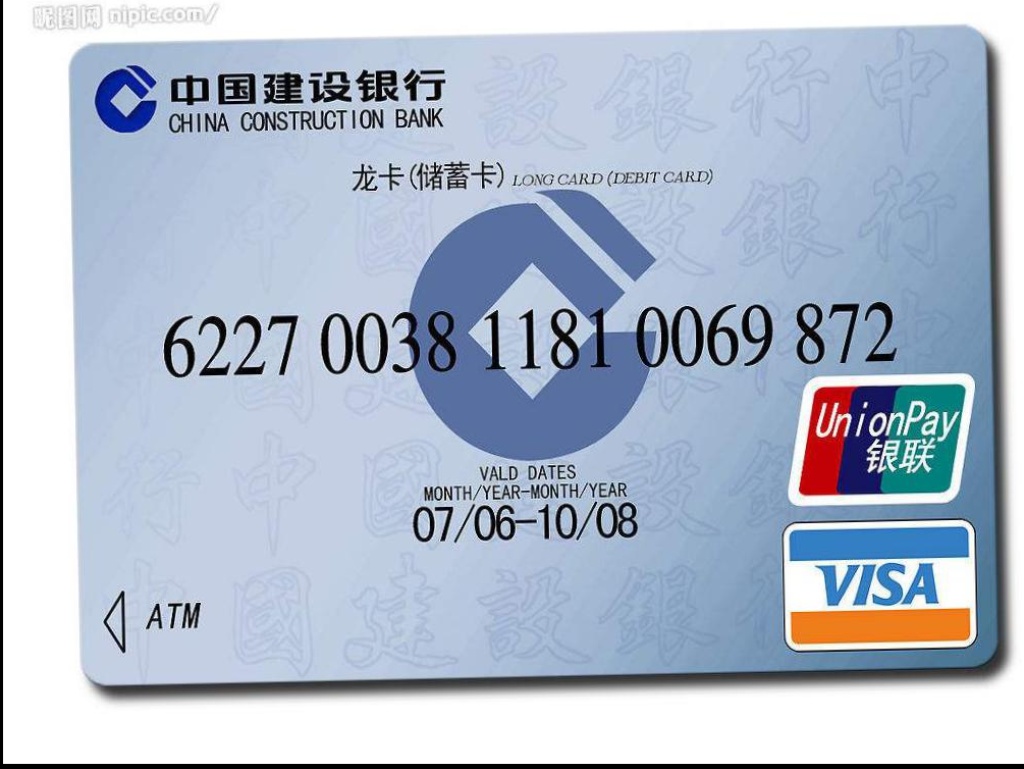 昵图网 nipic.com/
中国建设银行
CHINA CONSTRUCTION BANK
龙卡(储蓄卡) LONG CARD (DEBIT CARD)
6227 0038 1181 0069 872
UnionPay
银联
VALD DATES
MONTH/YEAR-MONTH/YEAR
07/06-10/08
VISA
ATM